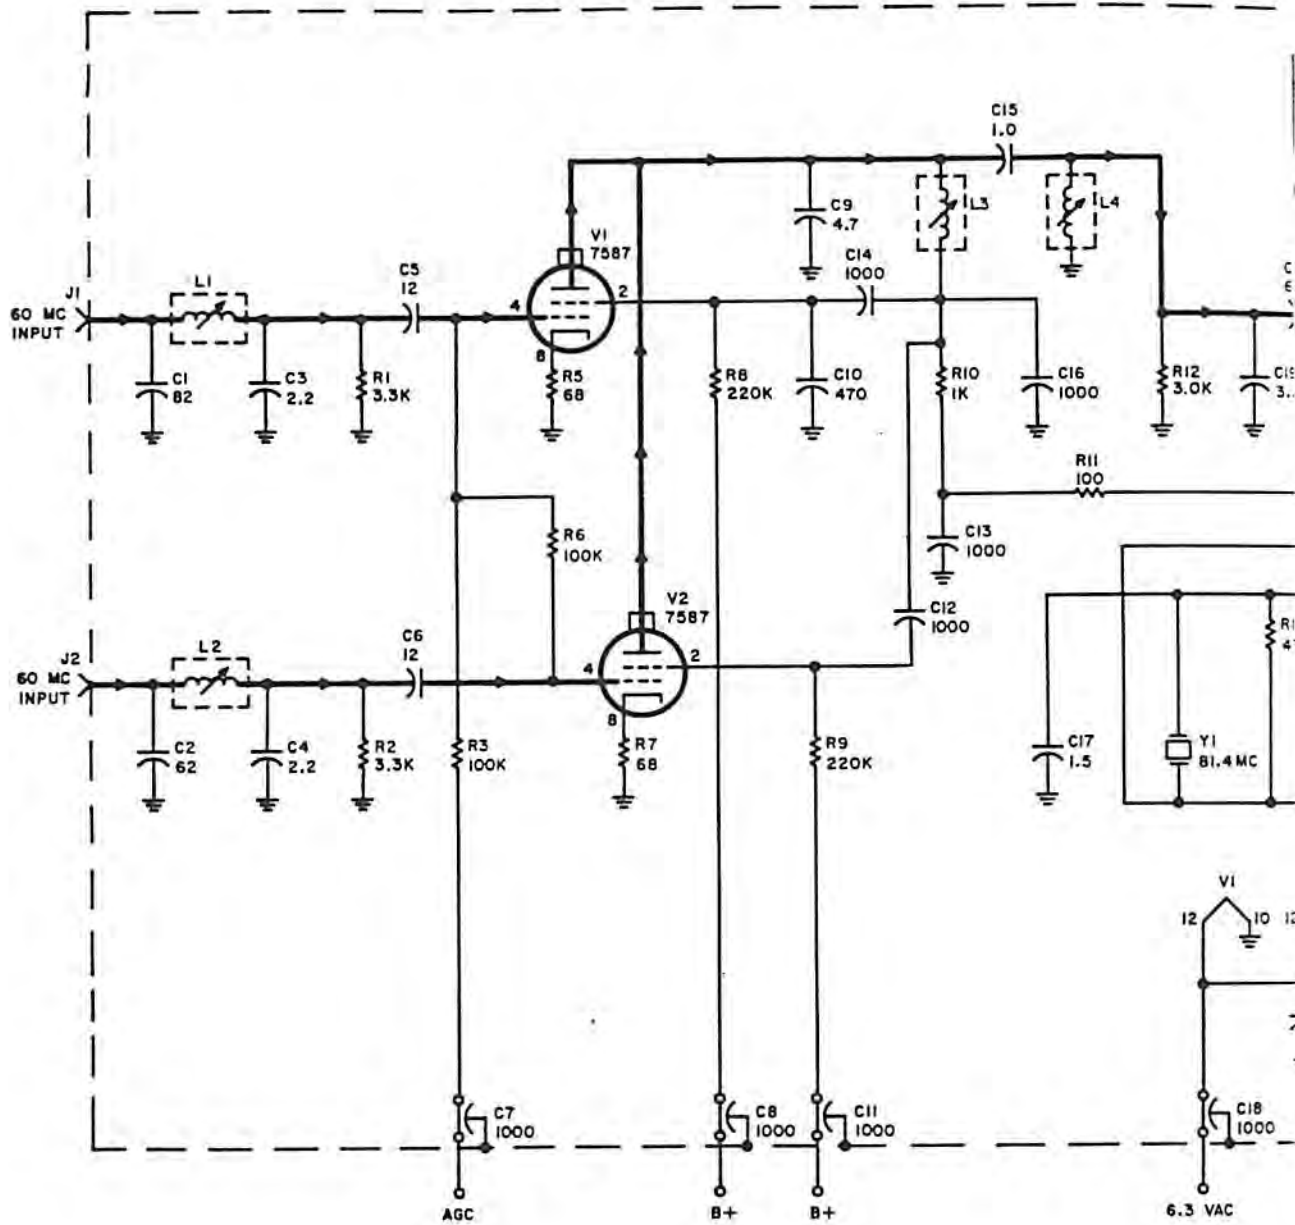 C15
1.0
L3
L4
C9
4.7
V1
7587
C14
1000
J1
60 MC
INPUT
L1
C5
12
4
2
8
C1
82
C3
2.2
R1
3.3K
R5
68
R8
220K
C10
470
R10
1K
C16
1000
R12
3.0K
R11
100
R6
100K
C13
1000
V2
7587
C12
1000
J2
60 MC
INPUT
L2
C6
12
4
2
8
C2
62
C4
2.2
R2
3.3K
R3
100K
R7
68
R9
220K
C17
1.5
Y1
81.4MC
V1
12
10
C7
1000
C8
1000
C11
1000
C18
1000
AGC
B+
B+
6.3 VAC